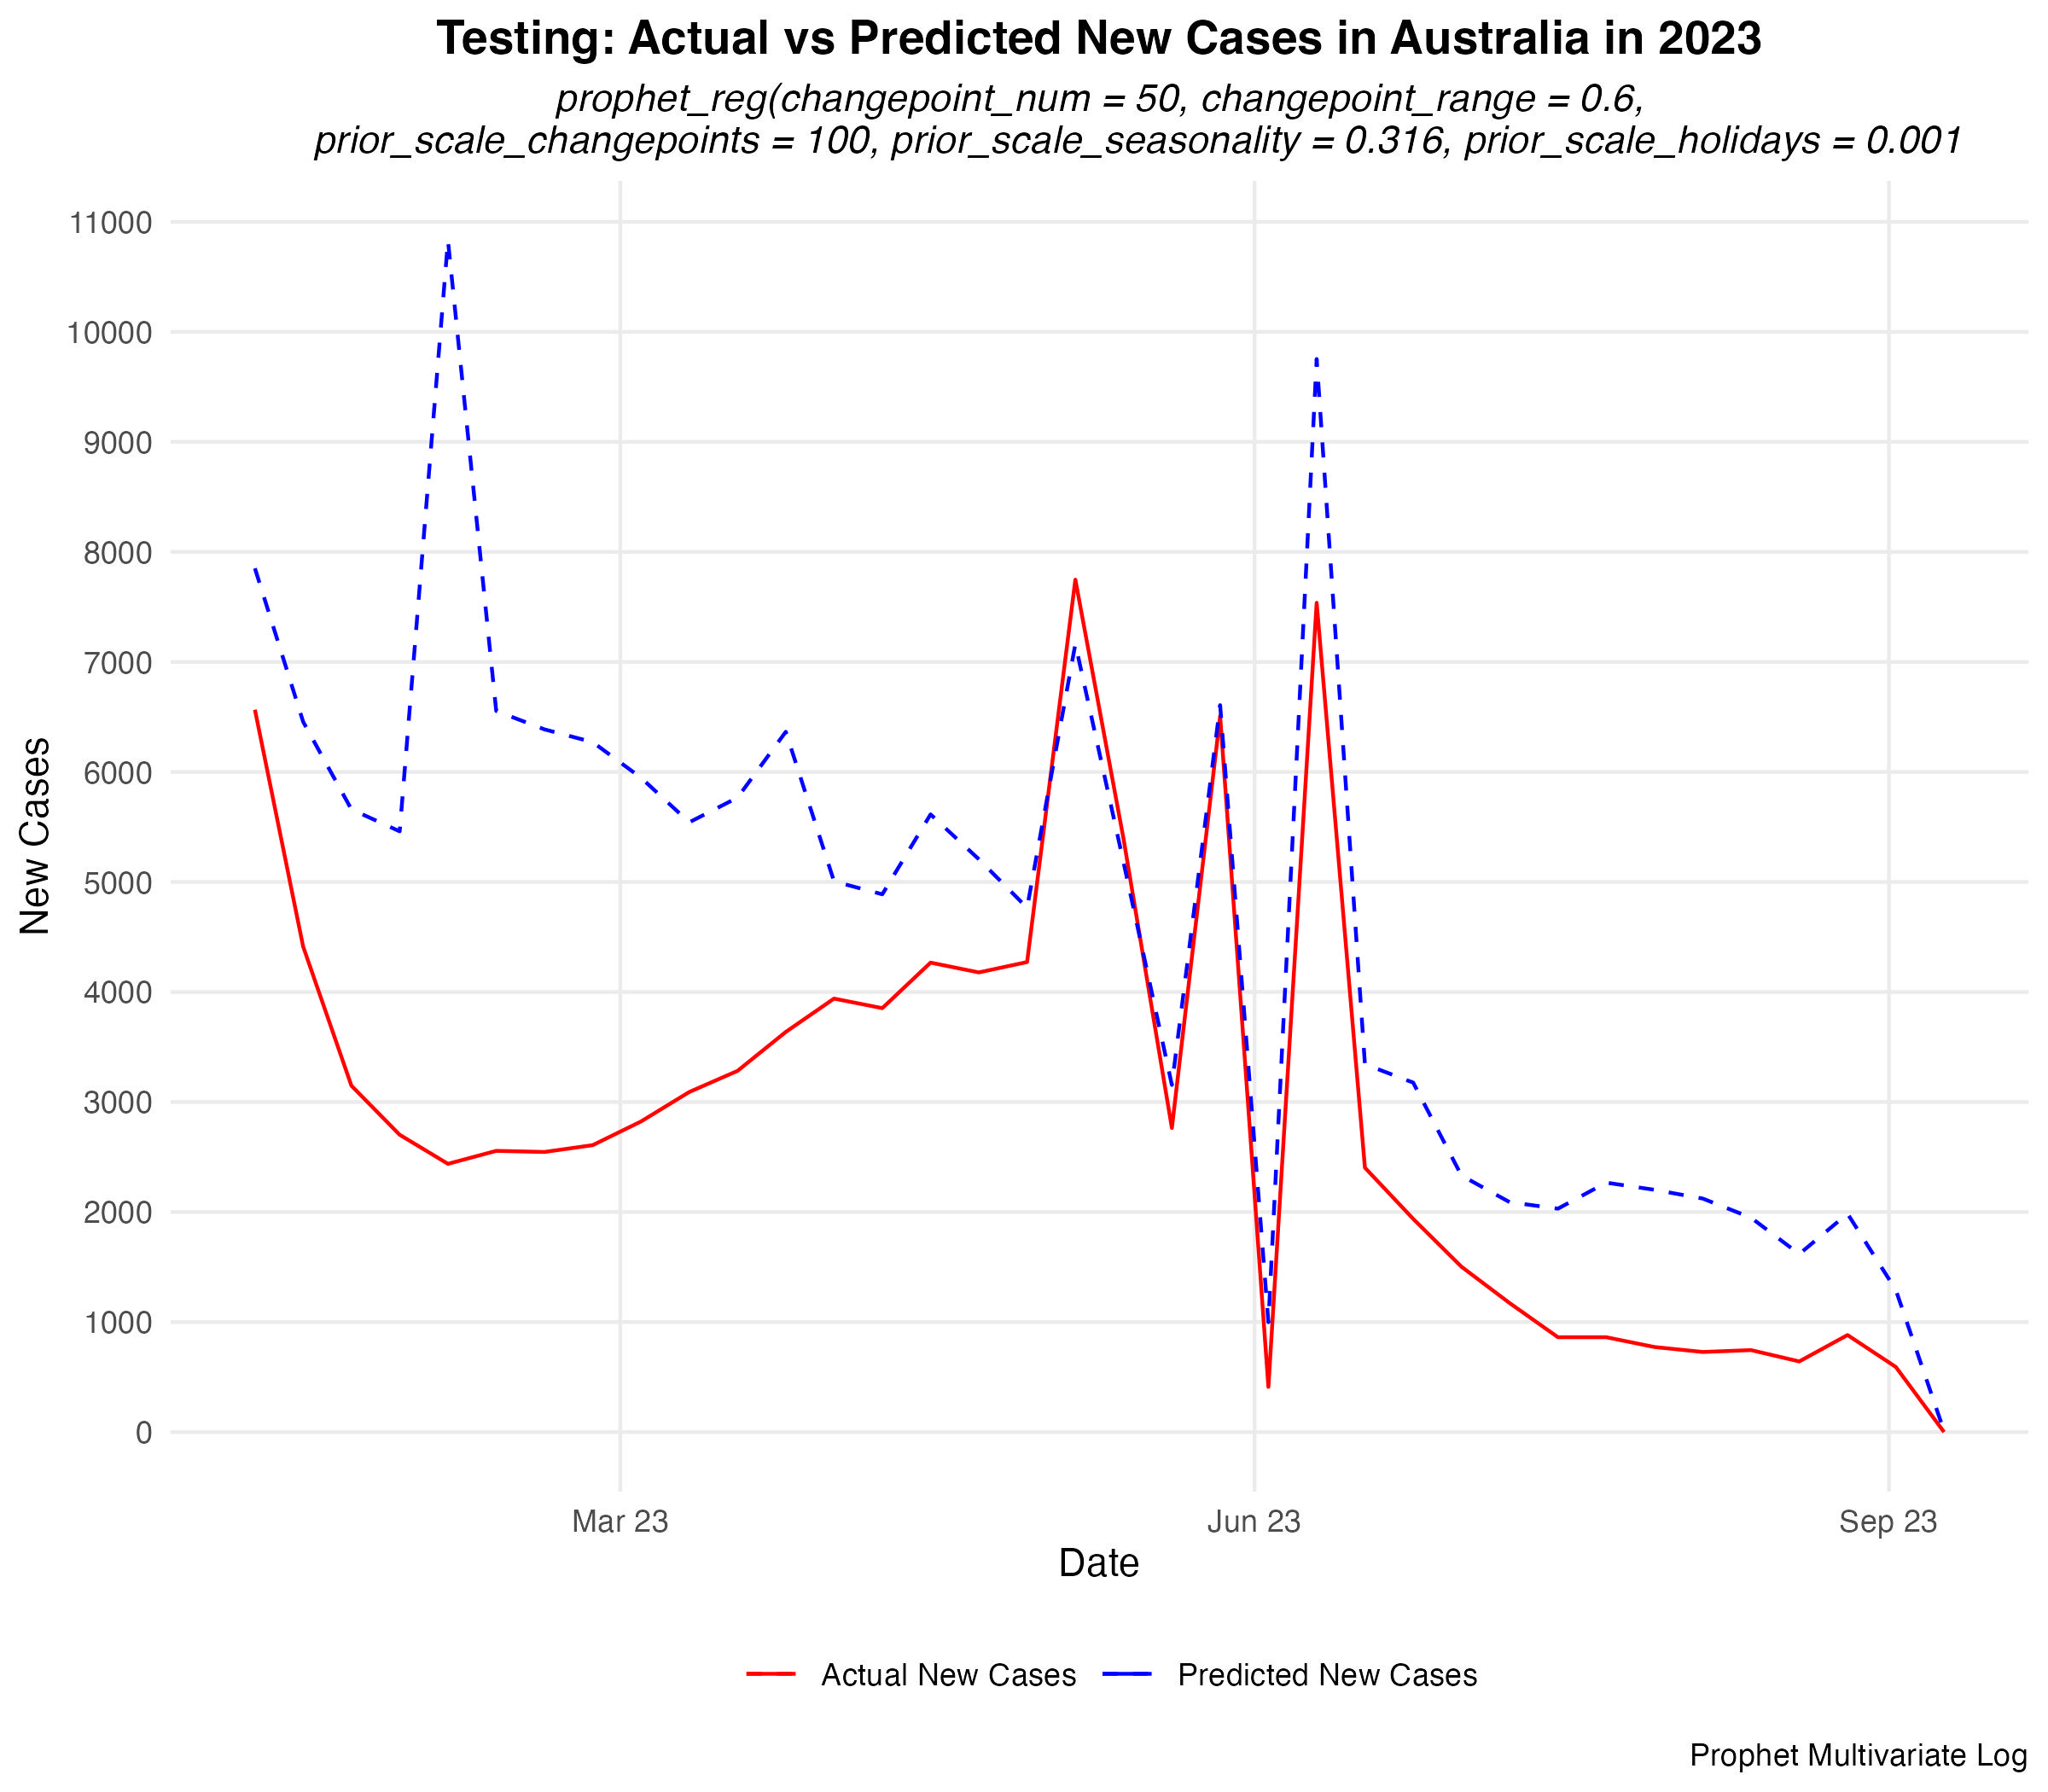 Testing: Actual vs Predicted New Cases in Australia in 2023
prophet_reg(changepoint_num = 50, changepoint_range = 0.6,
prior_scale_changepoints = 100, prior_scale_seasonality = 0.316, prior_scale_holidays = 0.001
11000
10000
9000
8000
7000
6000
5000
4000
3000
2000
1000
0
New Cases
Mar 23
Jun 23
Sep 23
Date
Actual New Cases
Predicted New Cases
Prophet Multivariate Log